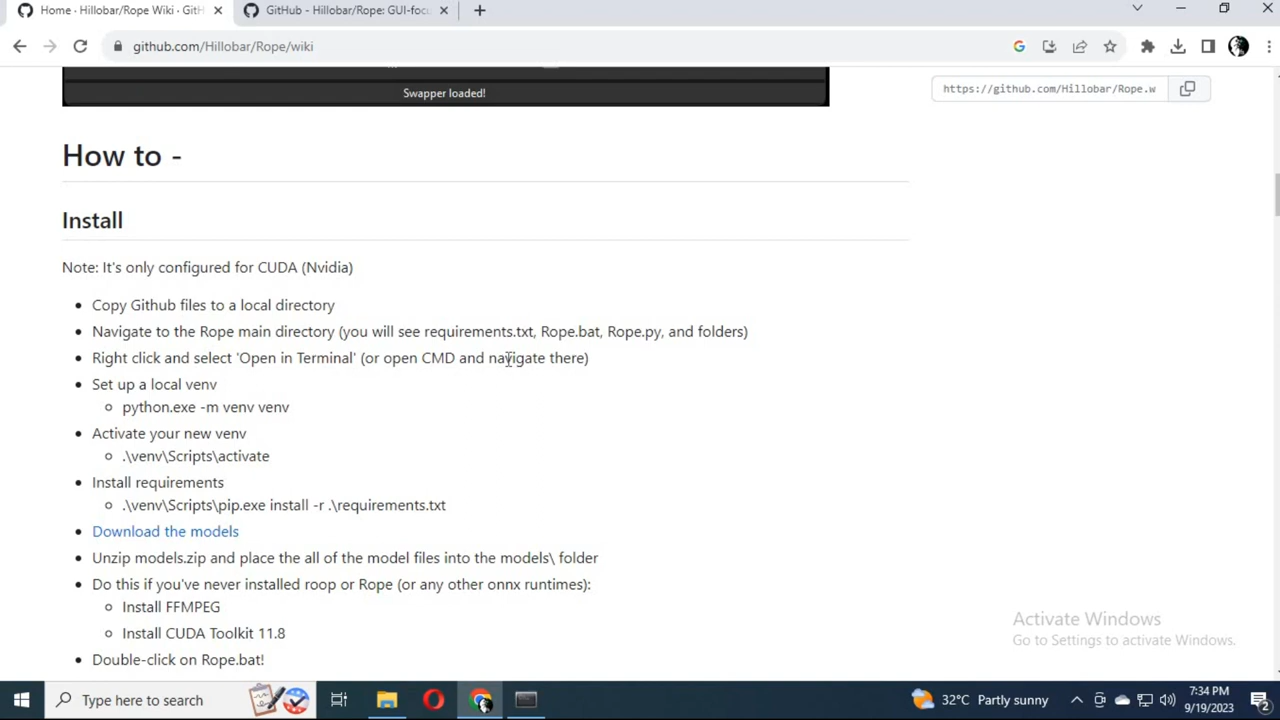 Home · Hillobar/Rope Wiki · GitH
GitHub - Hillobar/Rope: GUI-focu
github.com/Hillobar/Rope/wiki
Swapper loaded!
https://github.com/Hillobar/Rope.w
How to -
Install
Note: It's only configured for CUDA (Nvidia)
Copy Github files to a local directory
Navigate to the Rope main directory (you will see requirements.txt, Rope.bat, Rope.py, and folders)
Right click and select 'Open in Terminal' (or open CMD and navigate there)
Set up a local venv
python.exe -m venv venv
Activate your new venv
.\venv\Scripts\activate
Install requirements
.\venv\Scripts\pip.exe install -r .\requirements.txt
Download the models
Unzip models.zip and place the all of the model files into the models\ folder
Do this if you've never installed roop or Rope (or any other onnx runtimes):
Install FFMPEG
Install CUDA Toolkit 11.8
Double-click on Rope.bat!
Activate Windows
Go to Settings to activate Windows.
Type here to search
32°C Partly sunny
7:34 PM
9/19/2023
2